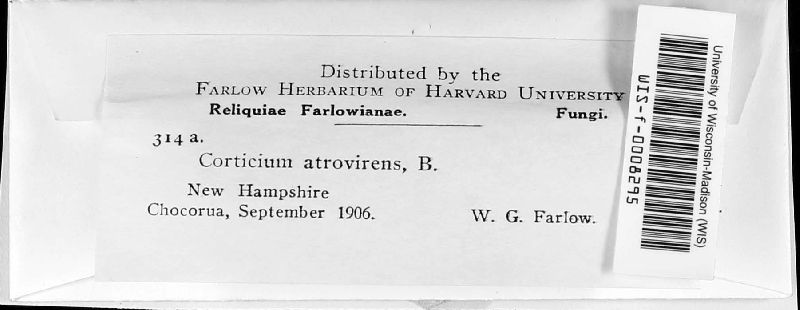 Distributed by the
FARLOW HERBARIUM OF HARVARD UNIVERSITY
Reliquiae Farlowianae. Fungi.
314 a.
Corticium atrovirens, B.
New Hampshire
Chocorua, September 1906. W. G. Farlow.
University of Wisconsin-Madison (WIS)
WIS-f-0008295